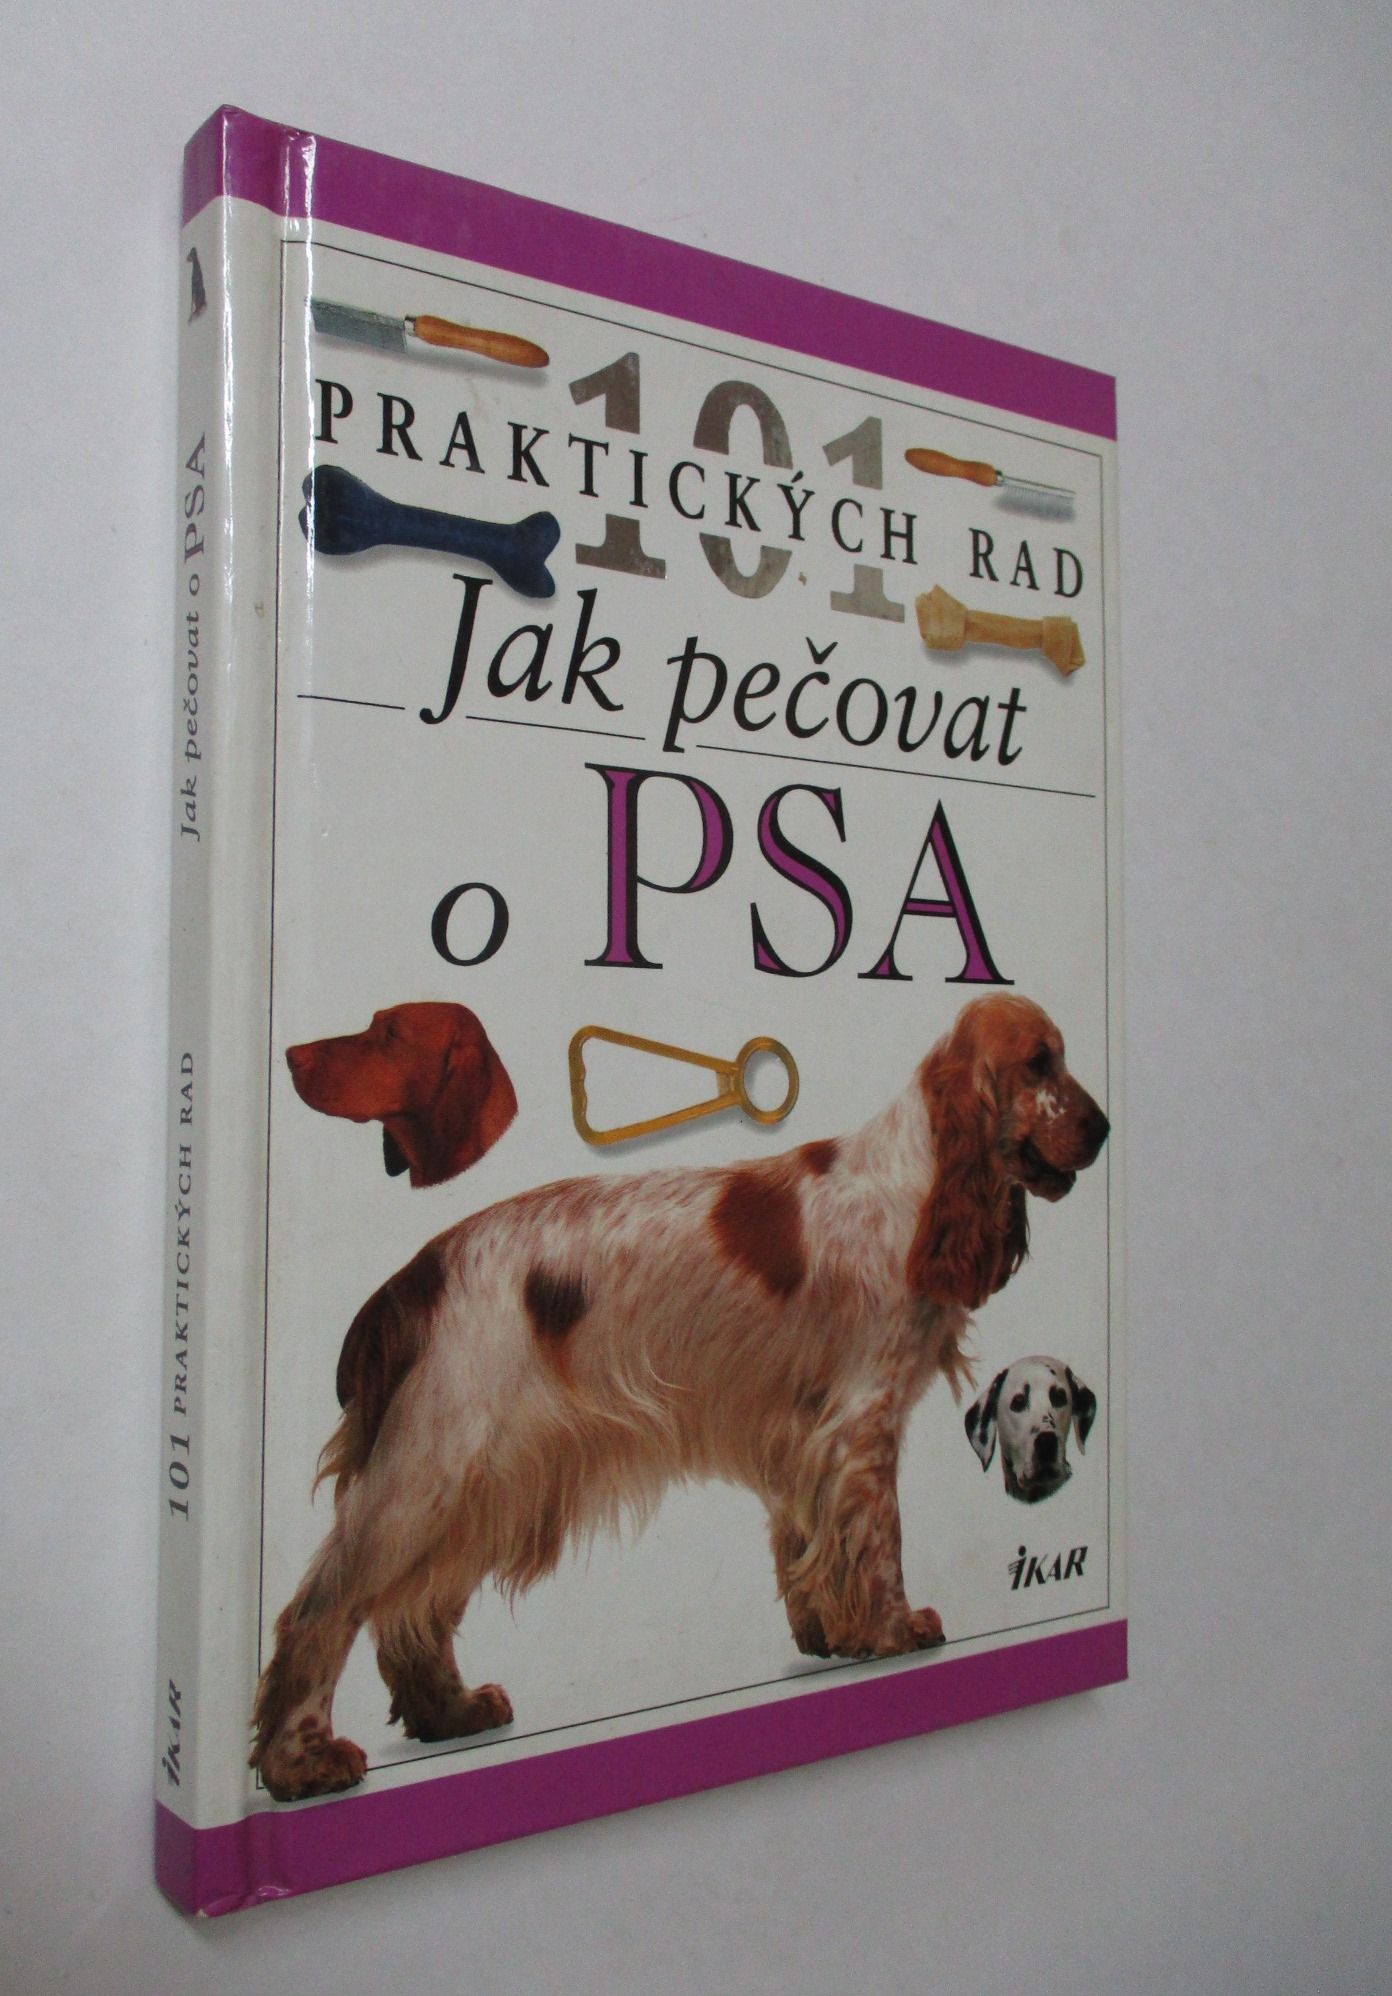 101
PRAKTICKÝCH RAD
Jak pečovat
o PSA
IKAR
Jak pečovat o PSA
101 PRAKTICKÝCH RAD
IKAR